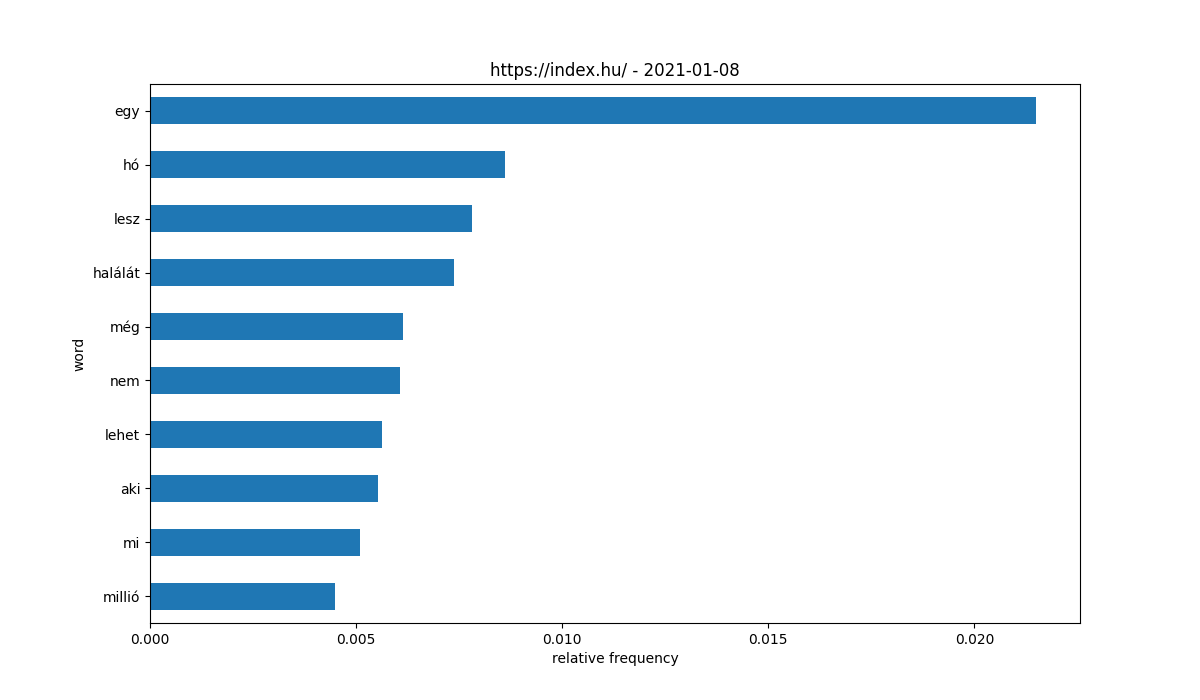 https://index.hu/ - 2021-01-08
egy
hó
lesz
halálát
még
nem
lehet
aki
mi
millió
word
0.000 0.005 0.010 0.015 0.020
relative frequency